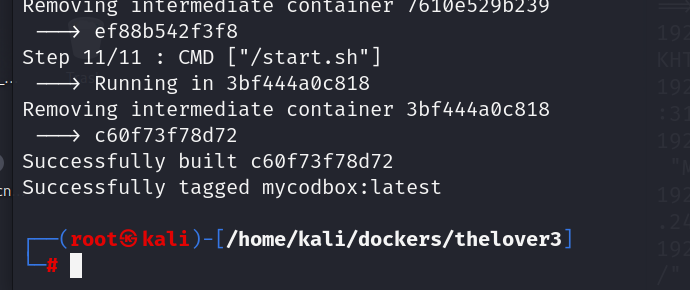 Removing intermediate container 7610e529b239
---> ef88b542f3f8
Step 11/11 : CMD ["/start.sh"]
---> Running in 3bf444a0c818
Removing intermediate container 3bf444a0c818
---> c60f73f78d72
Successfully built c60f73f78d72
Successfully tagged mycodbox:latest
┌──(root㉿kali)-[/home/kali/dockers/thelover3]
└─#